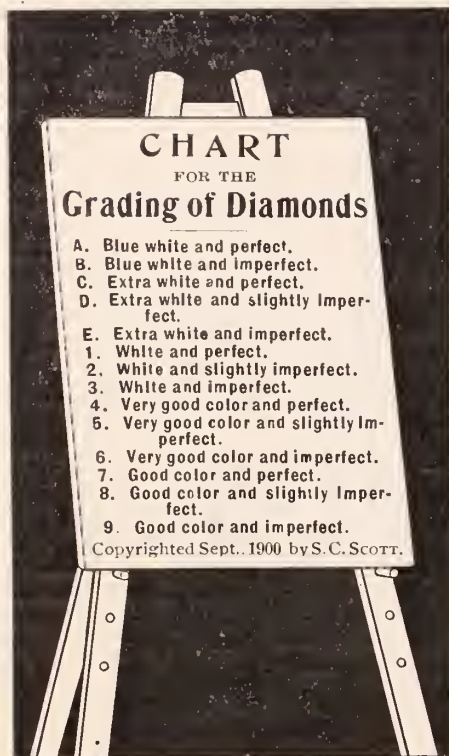 CHART
FOR THE
Grading of Diamonds
A. Blue white and perfect.
B. Blue white and imperfect.
C. Extra white and perfect.
D. Extra white and slightly Imper-
fect.
E. Extra white and imperfect.
1. White and perfect.
2. White and slightly imperfect.
3. White and imperfect.
4. Very good color and perfect.
5. Very good color and slightly Im-
perfect.
6. Very good color and imperfect.
7. Good color and perfect.
8. Good color and slightly Imper-
fect.
9. Good color and imperfect.
Copyrighted Sept., 1900 by S. C. SCOTT.